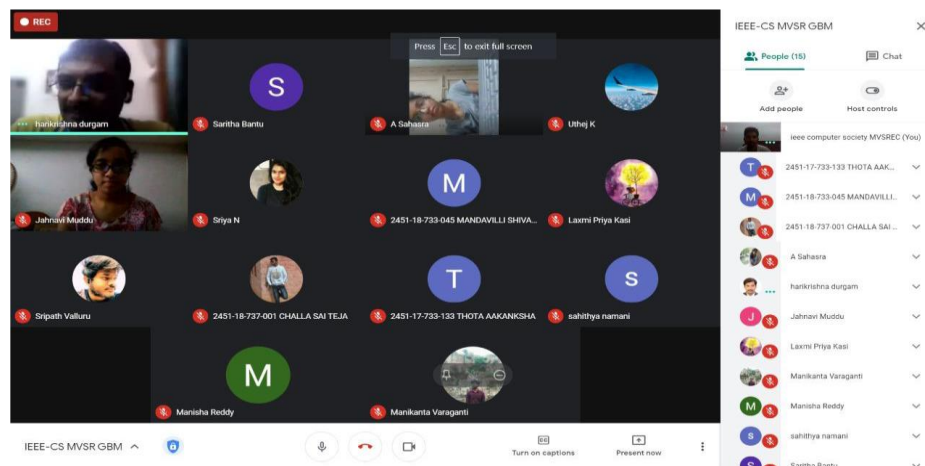 REC
Press Esc to exit full screen
harikrishna durgam
S
Saritha Bantu
A Sahasra
Uthej K
Jahnavi Muddu
Sriya N
M
2451-18-733-045 MANDAVILLI SHIVA...
Laxmi Priya Kasi
Sripath Valluru
2451-18-737-001 CHALLA SAI TEJA
T
2451-17-733-133 THOTA AAKANKSHA
s
sahithya namani
M
Manisha Reddy
Manikanta Varaganti
IEEE-CS MVSR GBM
Turn on captions
Present now
IEEE-CS MVSR GBM
People (15)
Chat
Add people
Host controls
ieee computer society MVSREC (You)
T
2451-17-733-133 THOTA AAK...
M
2451-18-733-045 MANDAVILLI...
2451-18-737-001 CHALLA SAI ...
A Sahasra
harikrishna durgam
J
Jahnavi Muddu
Laxmi Priya Kasi
Manikanta Varaganti
M
Manisha Reddy
s
sahithya namani
S
Saritha Bantu